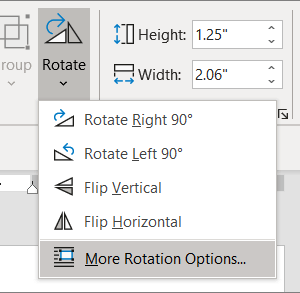 roup
Rotate
Height: 1.25"
Width: 2.06"
Rotate Right 90°
Rotate Left 90°
Flip Vertical
Flip Horizontal
More Rotation Options...